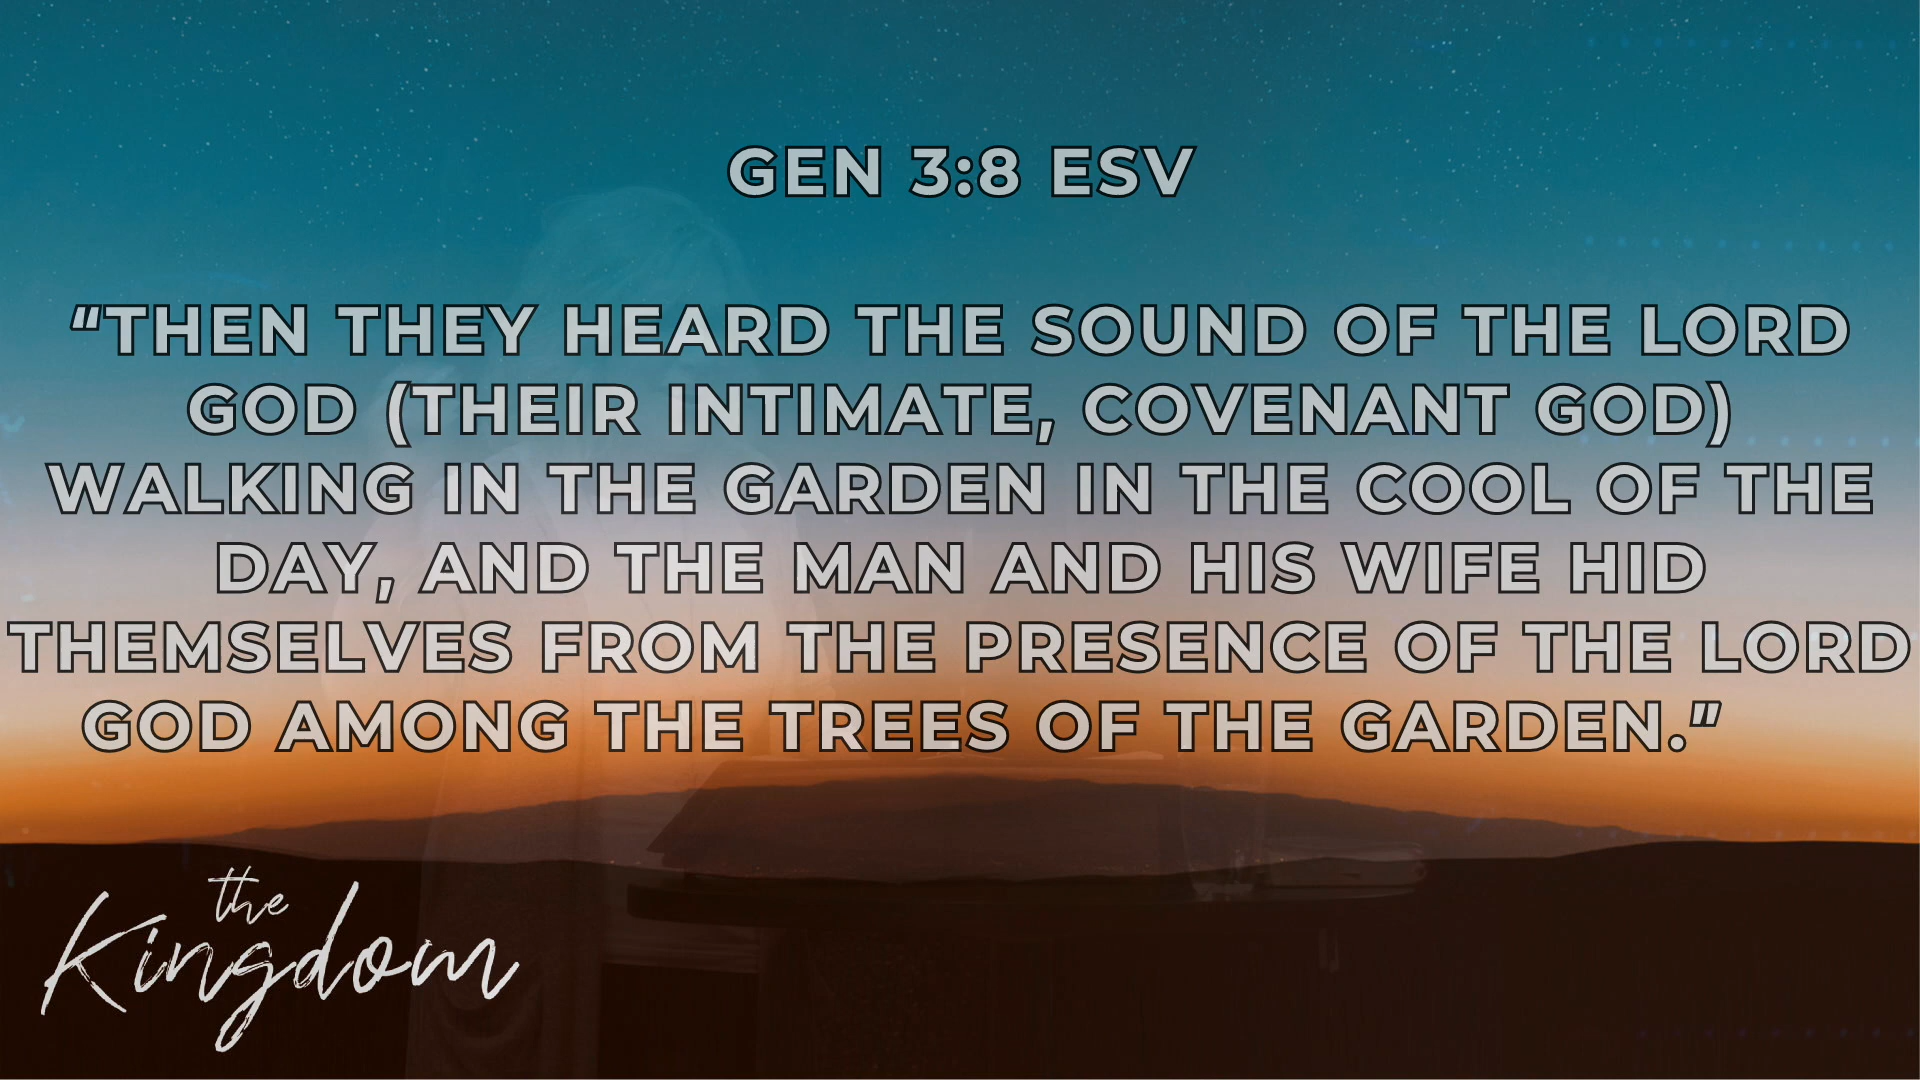 GEN 3:8 ESV
“THEN THEY HEARD THE SOUND OF THE LORD
GOD (THEIR INTIMATE, COVENANT GOD)
WALKING IN THE GARDEN IN THE COOL OF THE
DAY, AND THE MAN AND HIS WIFE HID
THEMSELVES FROM THE PRESENCE OF THE LORD
GOD AMONG THE TREES OF THE GARDEN.”
the
Kingdom